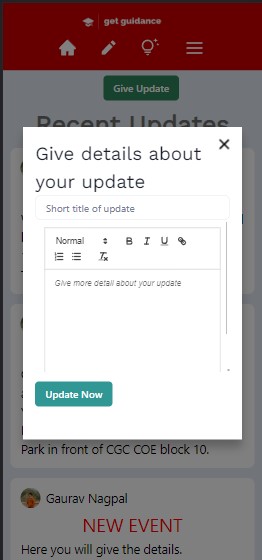 get guidance
Give Update
Recent Updates
Give details about
your update
Short title of update
Normal B I U
Give more detail about your update
Update Now
Park in front of CGC COE block 10.
Gaurav Nagpal
NEW EVENT
Here you will give the details.